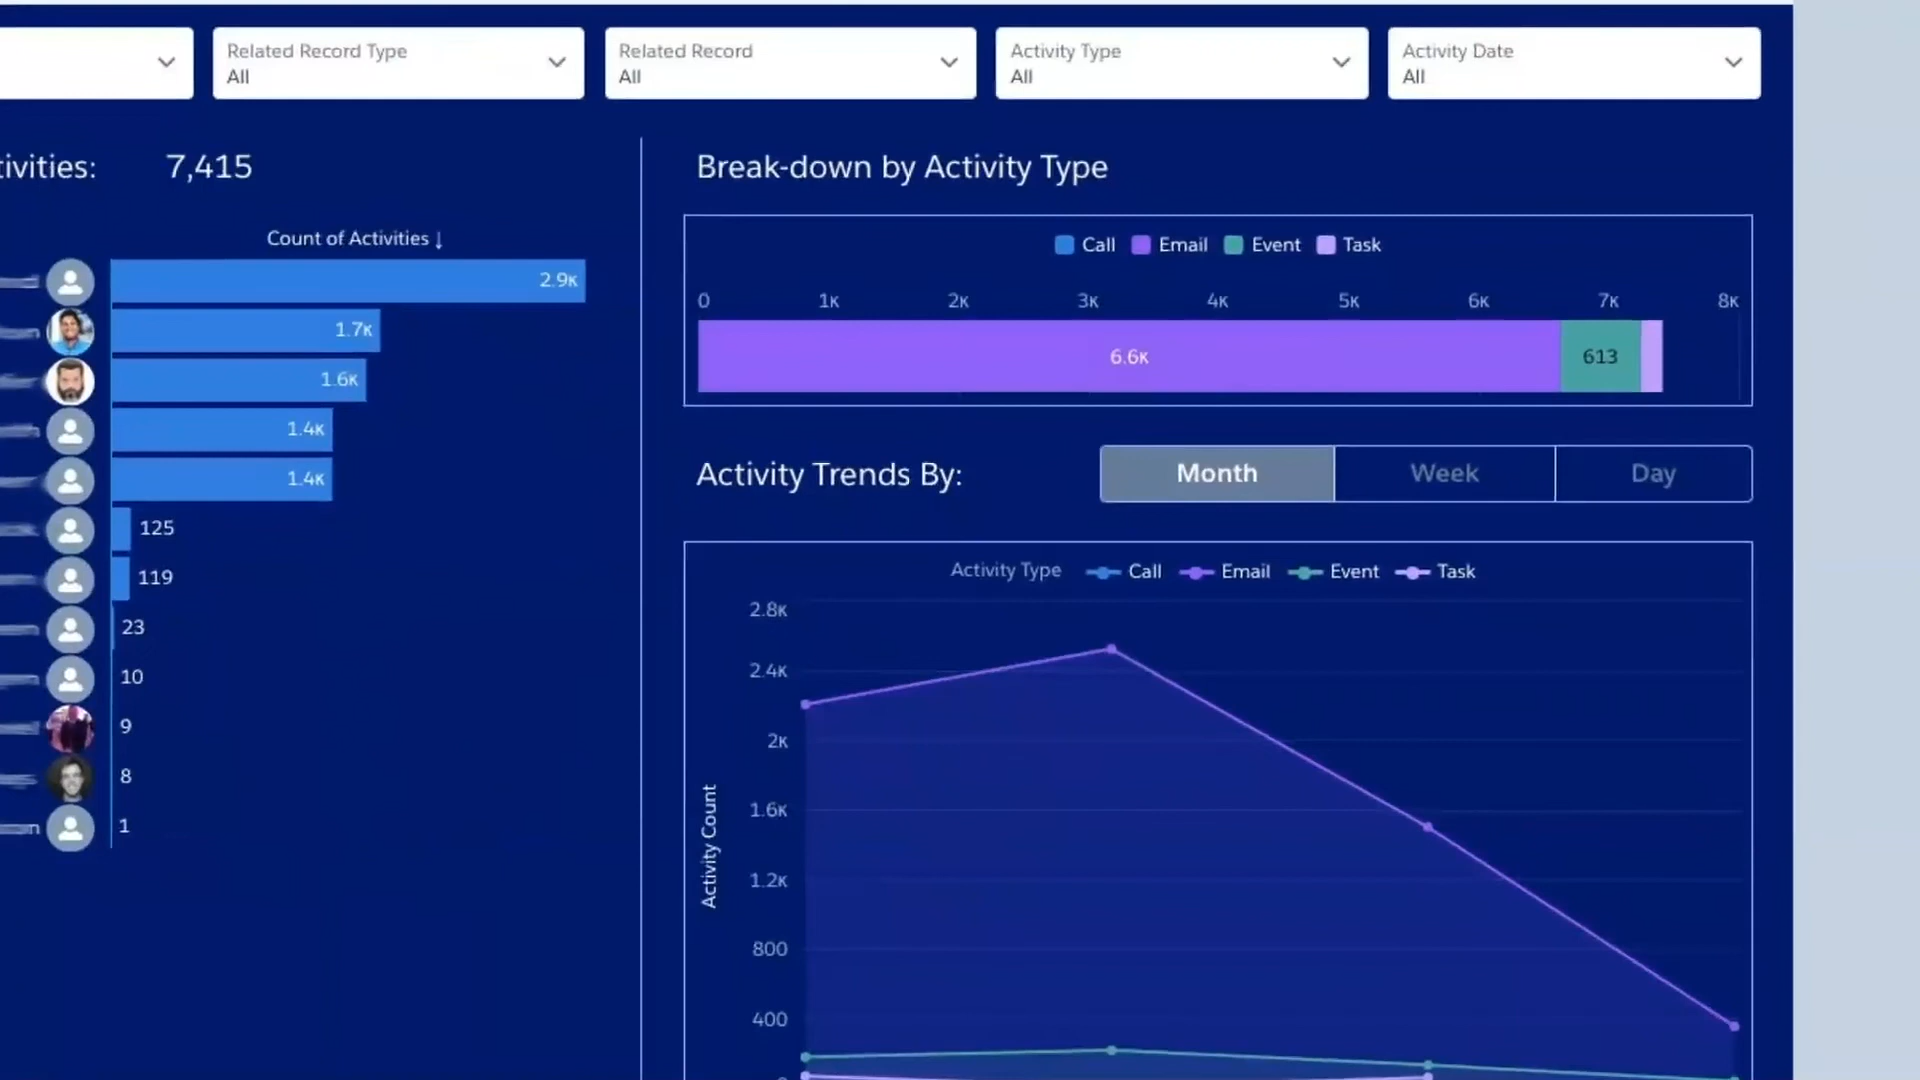 Related Record Type
All
Related Record
All
Activity Type
All
Activity Date
All
tivities: 7,415
Count of Activities ↓
2.9K
1.7K
1.6K
1.4K
1.4K
125
119
23
10
9
8
1
Break-down by Activity Type
Call Email Event Task
0 1K 2K 3K 4K 5K 6K 7K 8K
6.6K 613
Activity Trends By: Month Week Day
Activity Type Call Email Event Task
2.8K
2.4K
2K
1.6K
1.2K
800
400
Activity Count